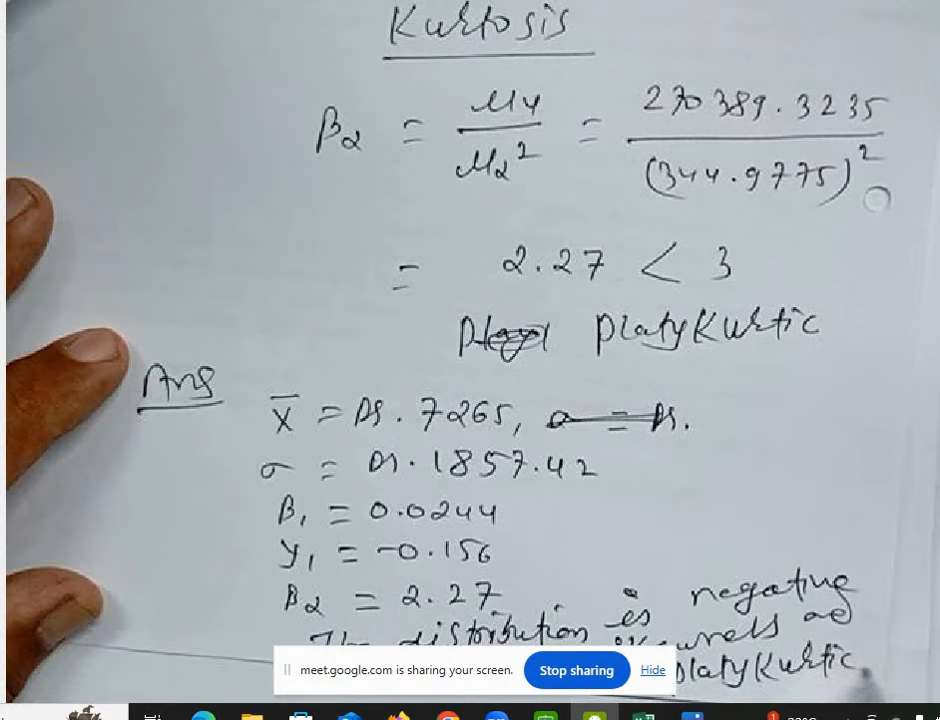 Kurtosis
β2 = μ4 / μ2² = 270389.3235 / (344.9775)²
= 2.27 < 3
Platykurtic
Ans
X̄ = Rs. 7265,
σ = Rs. 1857.42
β1 = 0.0244
γ1 = -0.156
β2 = 2.27
The distribution is negative
skewness and
platykurtic
meet.google.com is sharing your screen. Stop sharing Hide